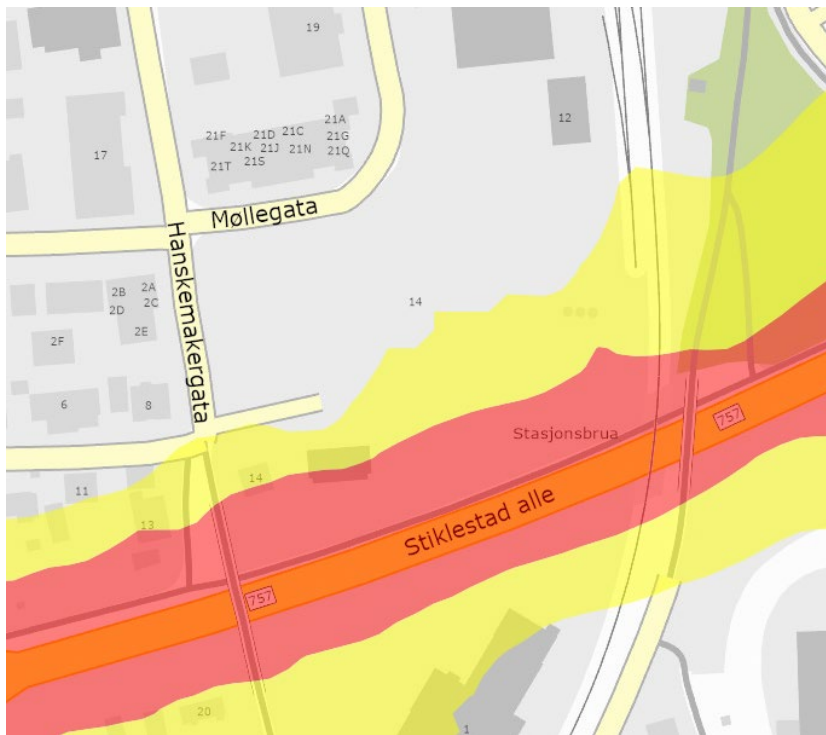 19
21A
21F
21D
21C
21G
21K
21J
21N
21Q
21T
21S
12
17
Møllegata
Hanskemakergata
2B
2A
2D
2C
2E
2F
14
6
8
757
Stasjonsbrua
14
11
13
Stiklestad alle
757
20
1